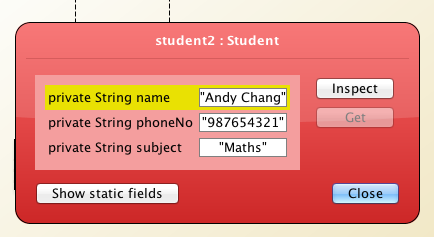 student2 : Student
private String name "Andy Chang"
Inspect
private String phoneNo "987654321"
Get
private String subject "Maths"
Show static fields
Close